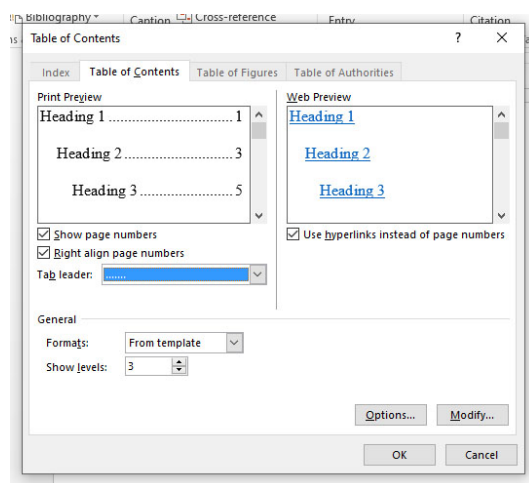 Bibliography
Caption
Cross-reference
Entry
Citation
Table of Contents
?
Index
Table of Contents
Table of Figures
Table of Authorities
Print Preview
Heading 1 ........................... 1
Heading 2 ........................ 3
Heading 3 ..................... 5
Web Preview
Heading 1
Heading 2
Heading 3
Show page numbers
Right align page numbers
Tab leader: .......
Use hyperlinks instead of page numbers
General
Formats: From template
Show levels: 3
Options... Modify...
OK Cancel